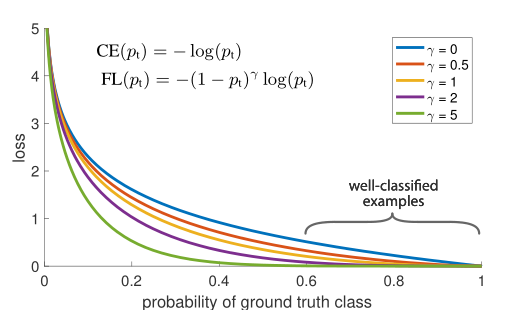 5
4
3
2
1
0
loss
CE(pₜ) = − log(pₜ)
FL(pₜ) = −(1 − pₜ)^γ log(pₜ)
γ = 0
γ = 0.5
γ = 1
γ = 2
γ = 5
well-classified
examples
0 0.2 0.4 0.6 0.8 1
probability of ground truth class